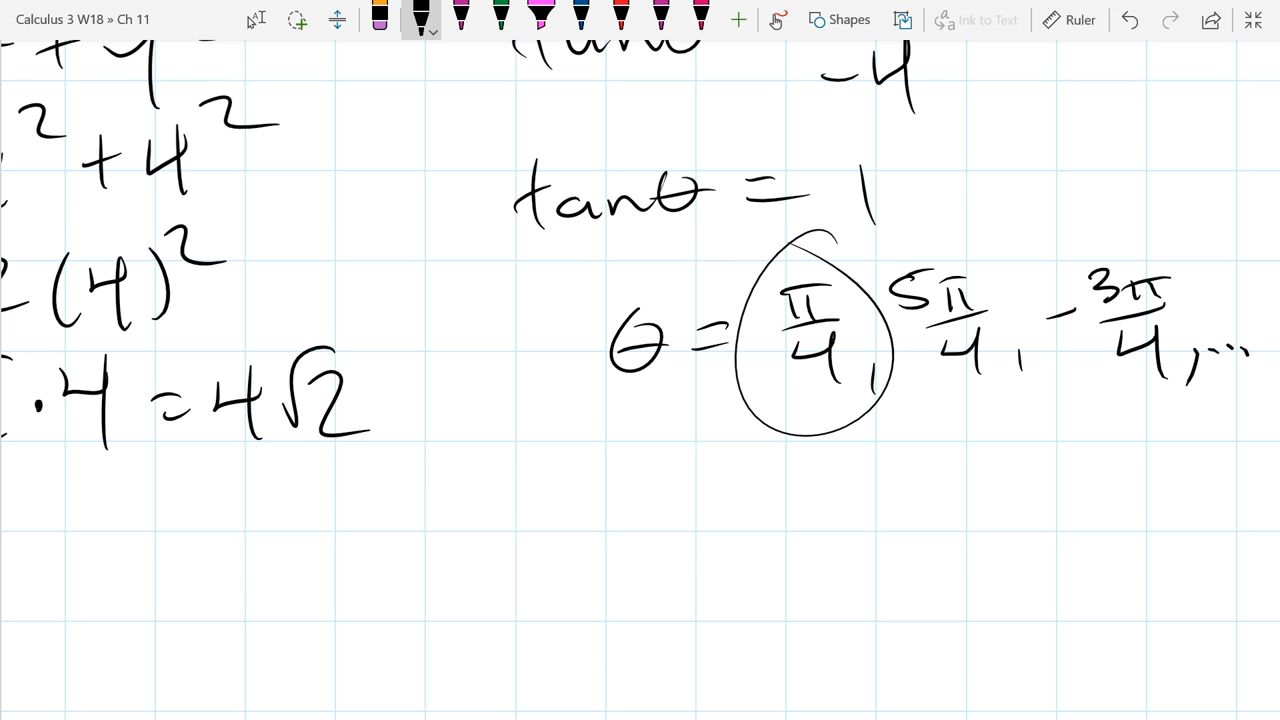 Calculus 3 W18 » Ch 11
Shapes
Ink to Text
Ruler
-4
² + 4²
tanθ = 1
(4)²
θ = π/4, 5π/4, -3π/4, ...
· 4 = 4√2